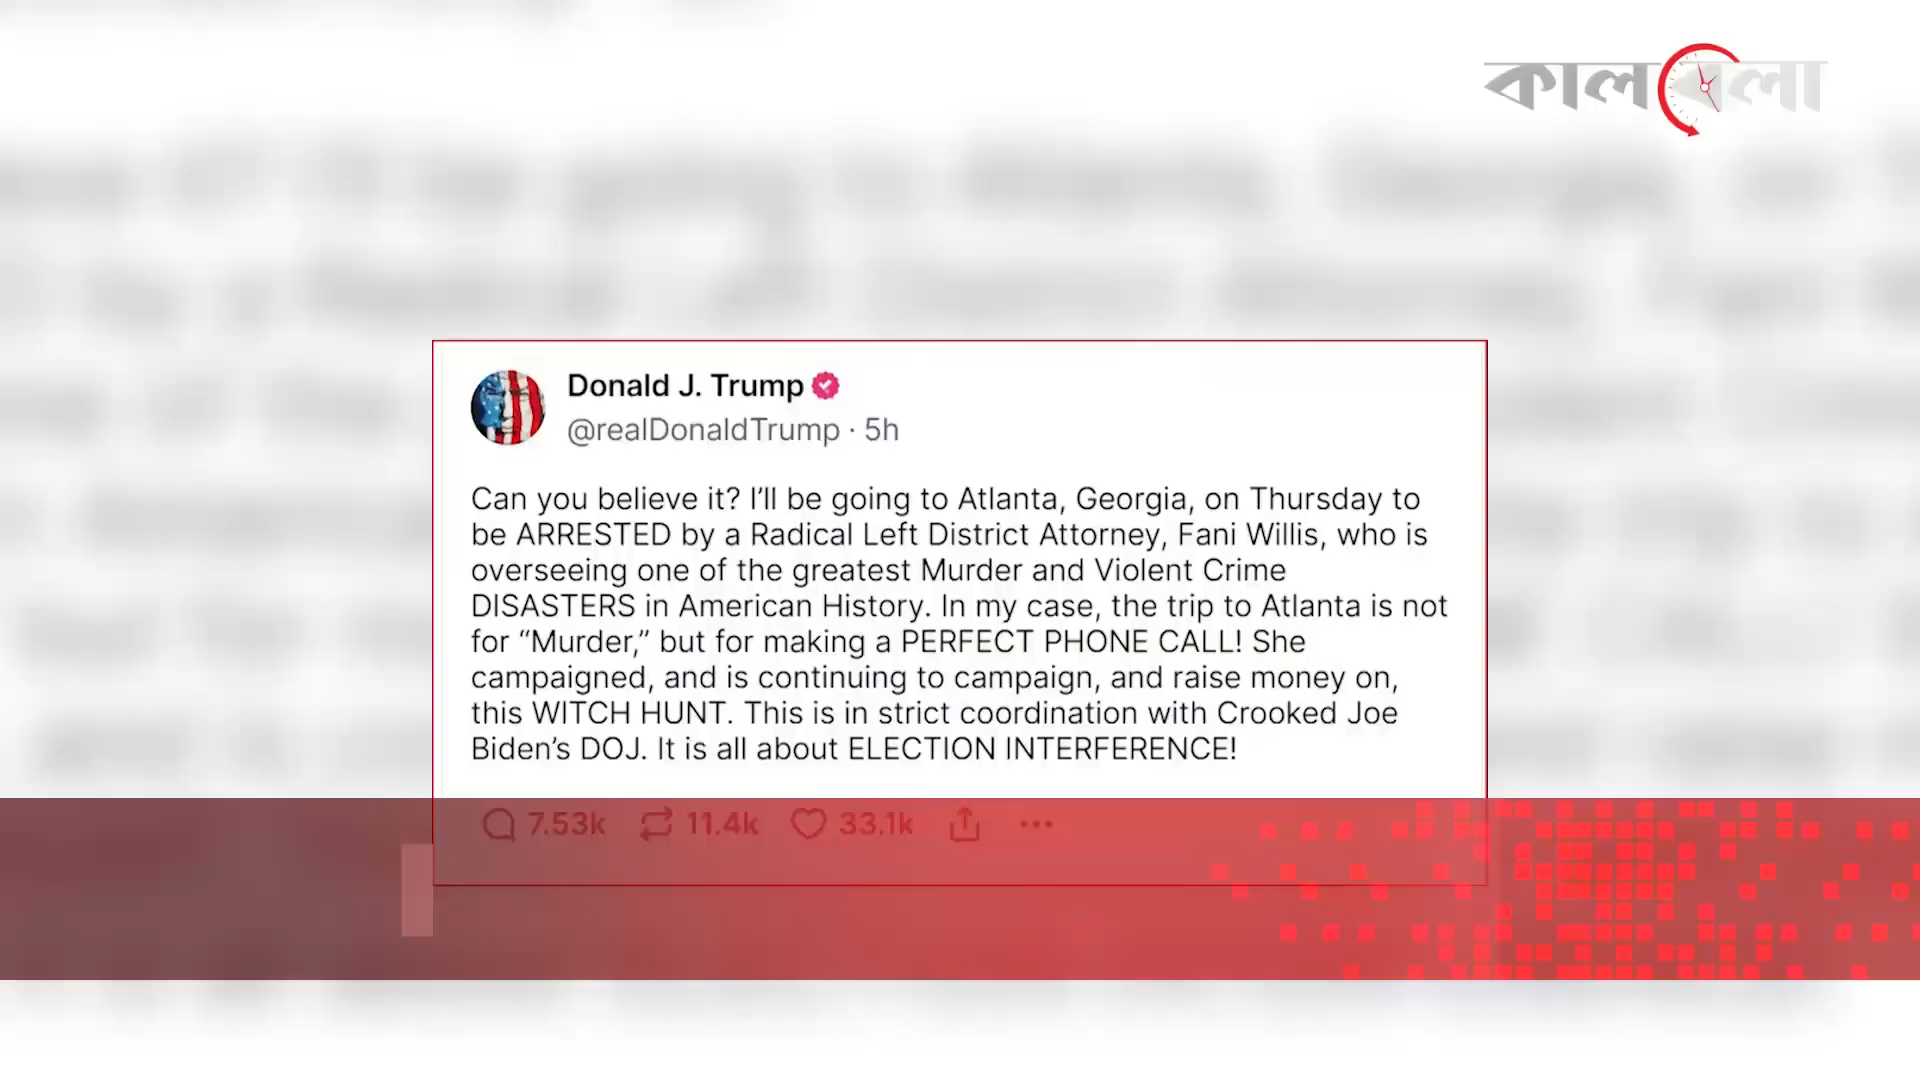 কালবেলা
Donald J. Trump
@realDonaldTrump · 5h
Can you believe it? I’ll be going to Atlanta, Georgia, on Thursday to
be ARRESTED by a Radical Left District Attorney, Fani Willis, who is
overseeing one of the greatest Murder and Violent Crime
DISASTERS in American History. In my case, the trip to Atlanta is not
for “Murder,” but for making a PERFECT PHONE CALL! She
campaigned, and is continuing to campaign, and raise money on,
this WITCH HUNT. This is in strict coordination with Crooked Joe
Biden’s DOJ. It is all about ELECTION INTERFERENCE!
7.53k 11.4k 33.1k